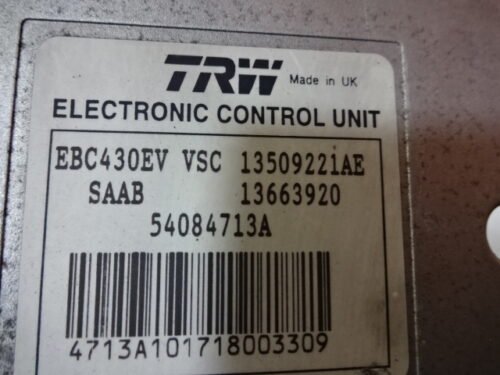 TRW Made in UK
ELECTRONIC CONTROL UNIT
EBC430EV VSC 13509221AE
SAAB 13663920
54084713A
4713A101718003309